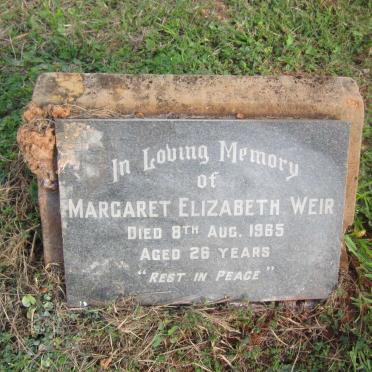 In Loving Memory
of
MARGARET ELIZABETH WEIR
DIED 8TH AUG. 1965
AGED 26 YEARS
"REST IN PEACE"